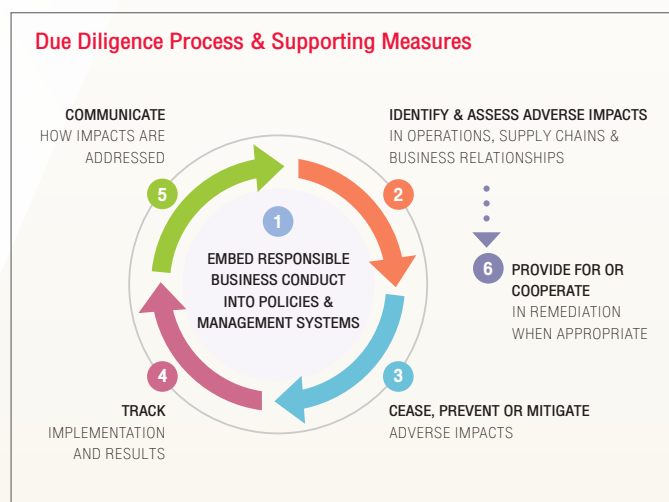 Due Diligence Process & Supporting Measures
COMMUNICATE
HOW IMPACTS ARE
ADDRESSED
5
IDENTIFY & ASSESS ADVERSE IMPACTS
IN OPERATIONS, SUPPLY CHAINS &
BUSINESS RELATIONSHIPS
2
1
EMBED RESPONSIBLE
BUSINESS CONDUCT
INTO POLICIES &
MANAGEMENT SYSTEMS
6
PROVIDE FOR OR
COOPERATE
IN REMEDIATION
WHEN APPROPRIATE
4
TRACK
IMPLEMENTATION
AND RESULTS
3
CEASE, PREVENT OR MITIGATE
ADVERSE IMPACTS